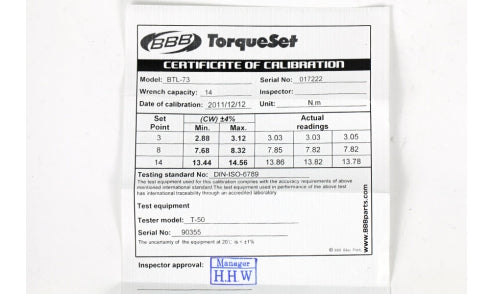 BBB TorqueSet
CERTIFICATE OF CALIBRATION
Model: BTL-73 Serial No: 017222
Wrench capacity: 14 Inspector:
Date of calibration: 2011/12/12 Unit: N.m
Set Point (CW) ±4% Actual readings
Min. Max.
3 2.88 3.12 3.03 3.03 3.05
8 7.68 8.32 7.85 7.82 7.82
14 13.44 14.56 13.86 13.82 13.78
Testing standard No: DIN-ISO-6789
The test equipment used for this calibration complies with the accuracy requirements of above
mentioned international standard The test equipment used in performance of the above test
has international traceability through an accredited laboratory
Test equipment
Tester model: T-50
Serial No: 90355
The uncertainty of the equipment at 20℃ is < ±1%
© BBB Bike Parts
www.BBBparts.com
Inspector approval: Manager
H.H W